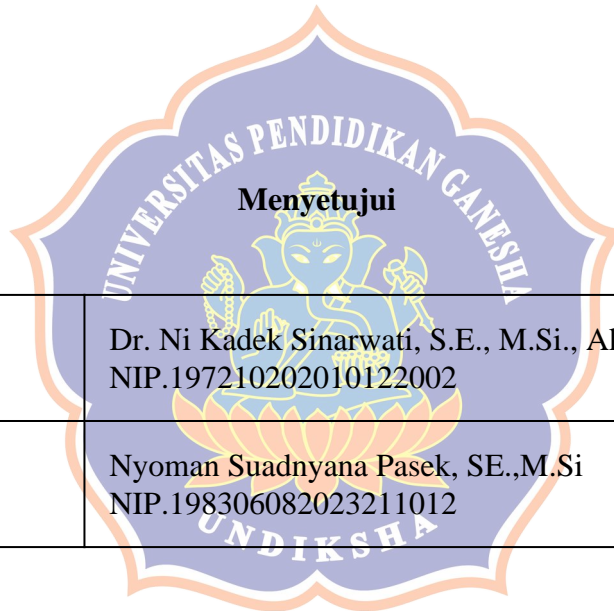 UNIVERSITAS PENDIDIKAN GANESHA
Menyetujui
Dr. Ni Kadek Sinarwati, S.E., M.Si.,
NIP.197210202010122002
Nyoman Suadnyana Pasek, SE.,M.Si
NIP.198306082023211012
UNDIKSHA